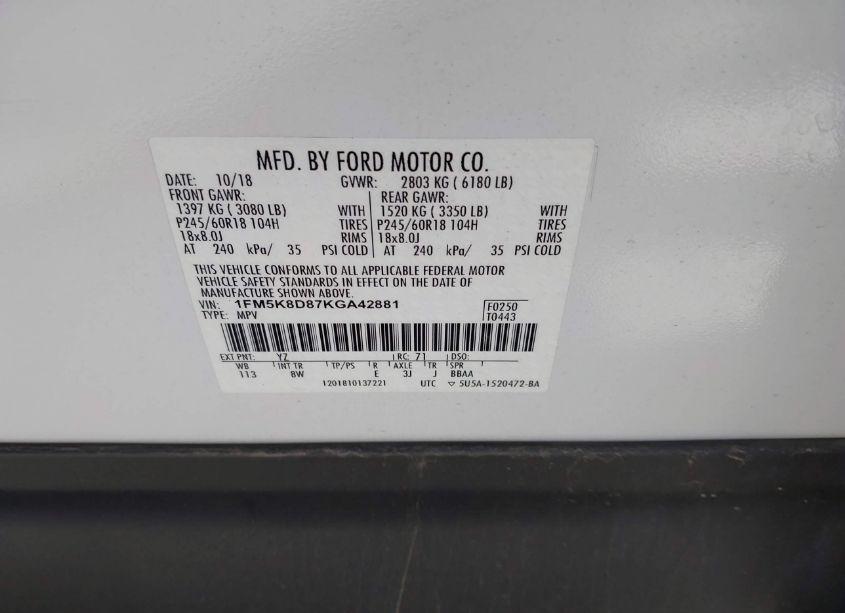 MFD. BY FORD MOTOR CO.
DATE: 10/18 GVWR: 2803 KG ( 6180 LB)
FRONT GAWR: REAR GAWR:
1397 KG ( 3080 LB) WITH 1520 KG ( 3350 LB) WITH
P245/60R18 104H TIRES P245/60R18 104H TIRES
18x8.0J RIMS 18x8.0J RIMS
AT 240 kPa/ 35 PSI COLD AT 240 kPa/ 35 PSI COLD
THIS VEHICLE CONFORMS TO ALL APPLICABLE FEDERAL MOTOR
VEHICLE SAFETY STANDARDS IN EFFECT ON THE DATE OF
MANUFACTURE SHOWN ABOVE.
VIN: 1FM5K8D87KGA42881 F0250
TYPE: MPV T0443
EXT PNT: YZ RC: 71 DSO:
WB INT TR TP/PS R AXLE TR SPR
113 8W E 3J J BBAA
1201810137221 UTC ▽ 5U5A-1520472-BA